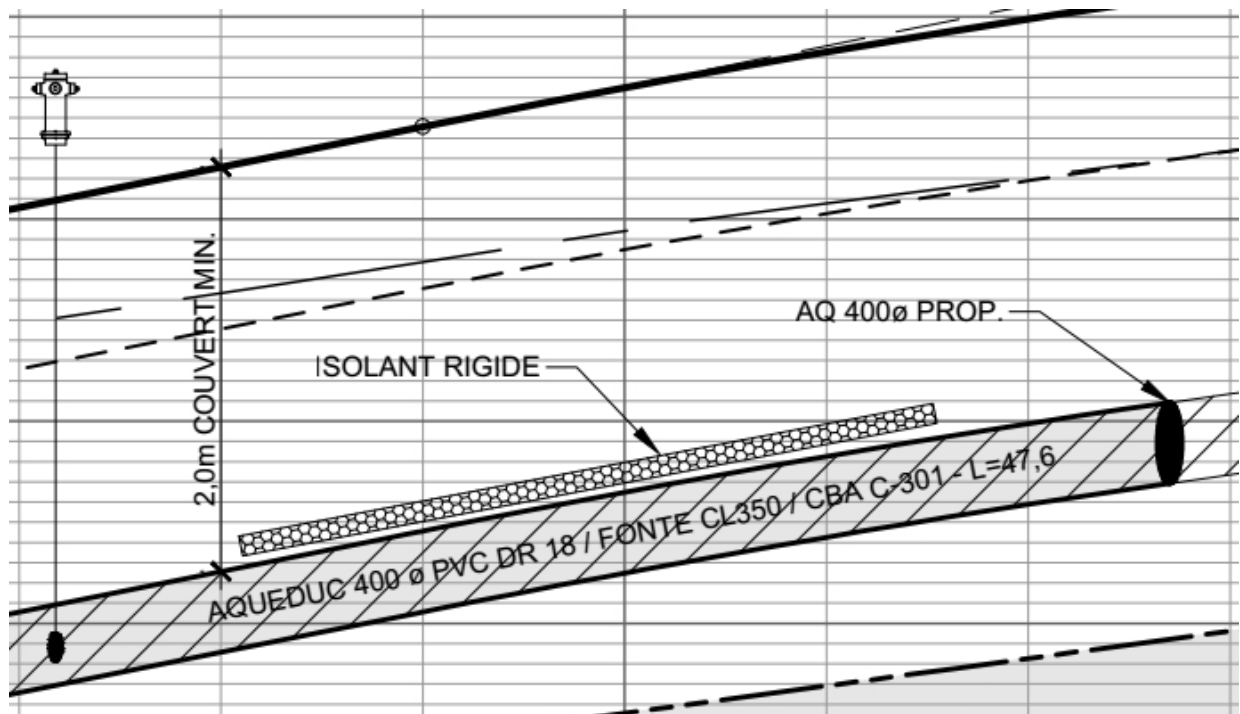 2,0m COUVERT MIN.
AQ 400ø PROP.
ISOLANT RIGIDE
AQUEDUC 400 ø PVC DR 18 / FONTE CL350 / CBA C-301 - L=47,6